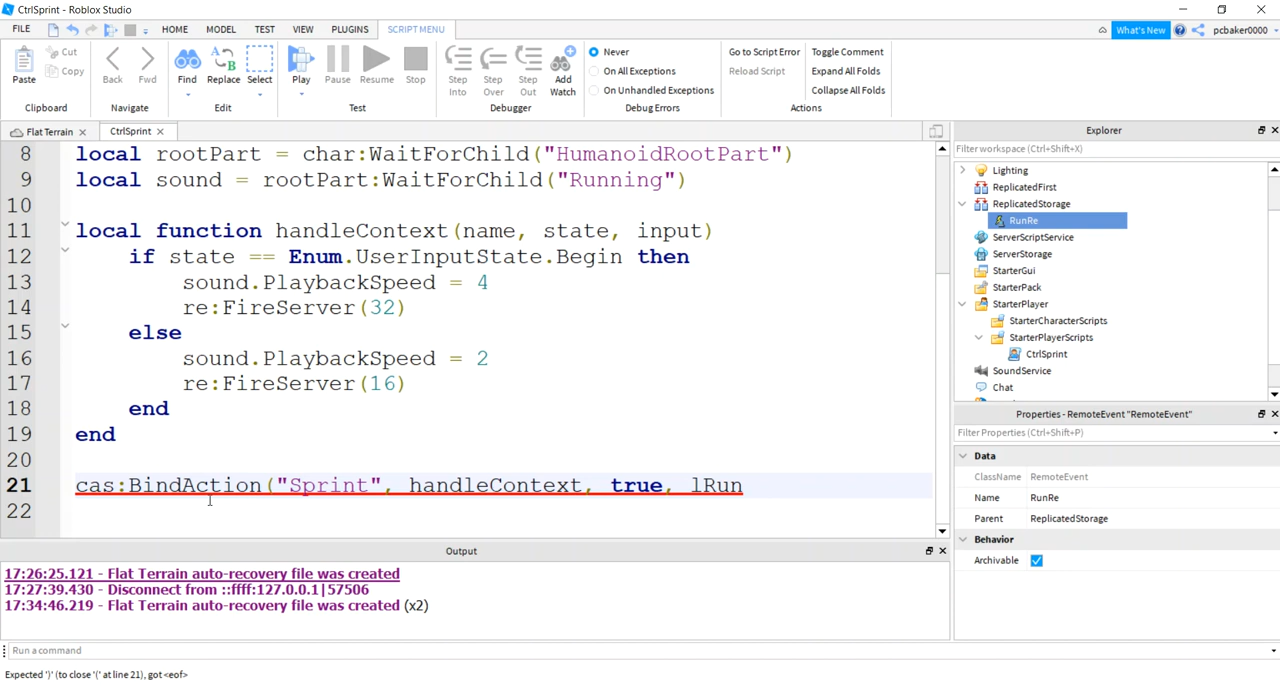 CtrlSprint - Roblox Studio
FILE HOME MODEL TEST VIEW PLUGINS SCRIPT MENU What's New pcbaker0000
Paste Cut Copy
Back Fwd
Find Replace Select
Play Pause Resume Stop
Step Into Step Over Step Out Add Watch
Never
On All Exceptions
On Unhandled Exceptions
Go to Script Error
Reload Script
Toggle Comment
Expand All Folds
Collapse All Folds
Clipboard Navigate Edit Test Debugger Debug Errors Actions
Flat Terrain CtrlSprint
8 local rootPart = char:WaitForChild("HumanoidRootPart")
9 local sound = rootPart:WaitForChild("Running")
10
11 local function handleContext(name, state, input)
12 if state == Enum.UserInputState.Begin then
13 sound.PlaybackSpeed = 4
14 re:FireServer(32)
15 else
16 sound.PlaybackSpeed = 2
17 re:FireServer(16)
18 end
19 end
20
21 cas:BindAction("Sprint", handleContext, true, lRun
22
Explorer
Filter workspace (Ctrl+Shift+X)
Lighting
ReplicatedFirst
ReplicatedStorage
RunRe
ServerScriptService
ServerStorage
StarterGui
StarterPack
StarterPlayer
StarterCharacterScripts
StarterPlayerScripts
CtrlSprint
SoundService
Chat
Properties - RemoteEvent "RemoteEvent"
Filter Properties (Ctrl+Shift+P)
Data
ClassName RemoteEvent
Name RunRe
Parent ReplicatedStorage
Behavior
Archivable
Output
17:26:25.121 - Flat Terrain auto-recovery file was created
17:27:39.430 - Disconnect from ::ffff:127.0.0.1|57506
17:34:46.219 - Flat Terrain auto-recovery file was created (x2)
Run a command
Expected ')' (to close '(' at line 21), got <eof>